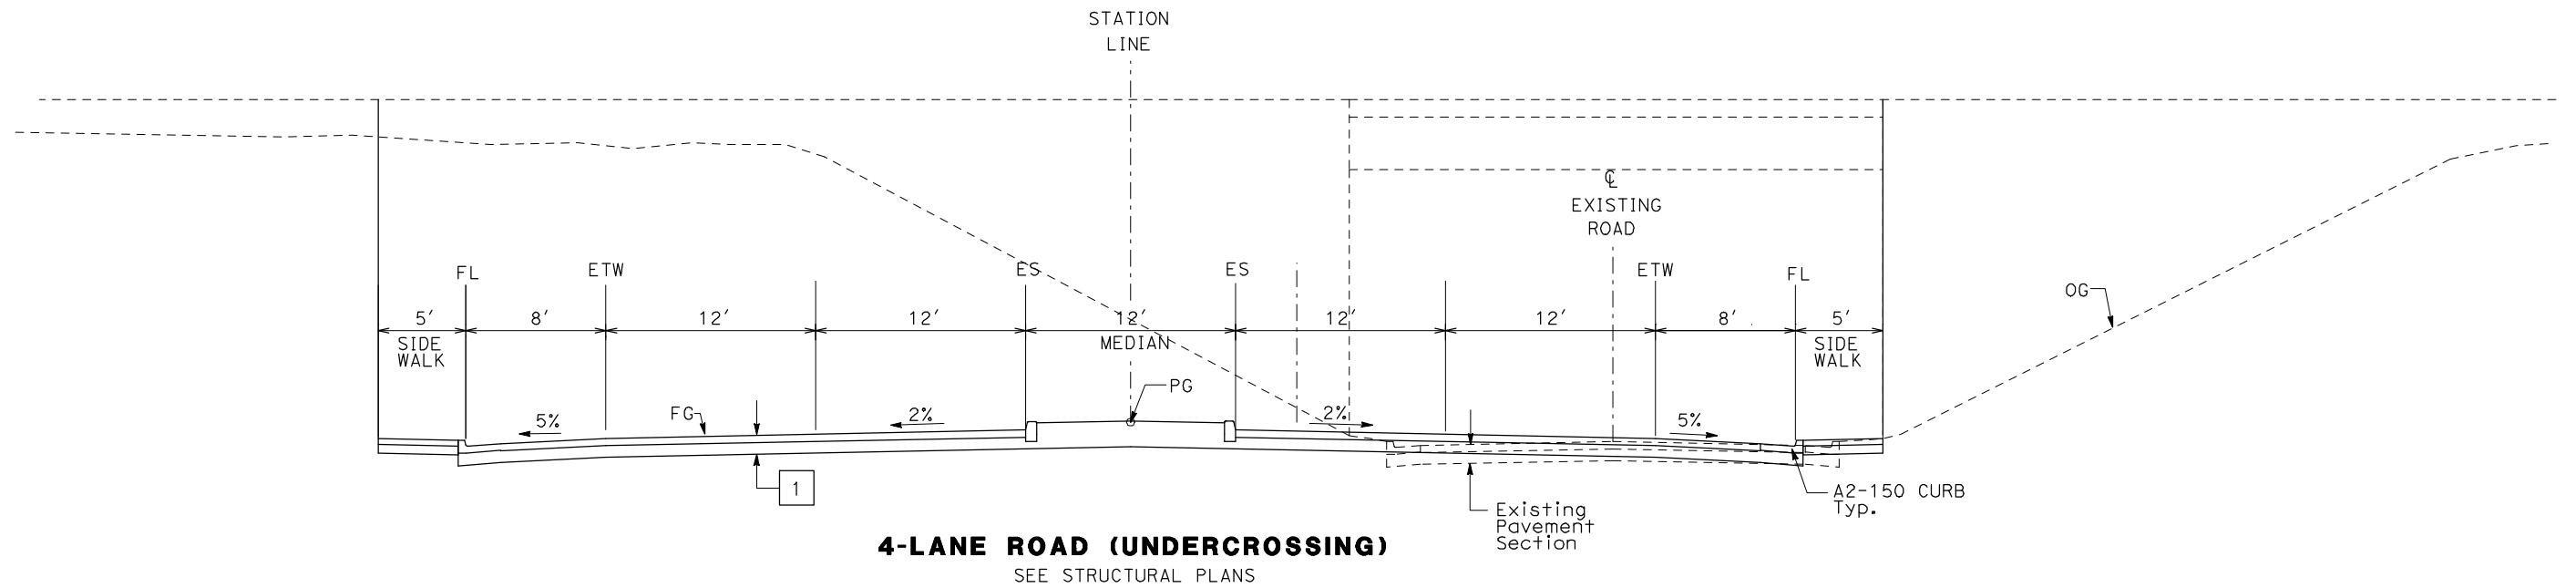 STATION
LINE
℄
EXISTING
ROAD
FL
ETW
ES
ES
ETW
FL
OG
5′
8′
12′
12′
12′
12′
12′
8′
5′
SIDE
WALK
MEDIAN
SIDE
WALK
PG
5%
FG
2%
2%
5%
1
A2-150 CURB
Typ.
Existing
Pavement
Section
4-LANE ROAD (UNDERCROSSING)
SEE STRUCTURAL PLANS